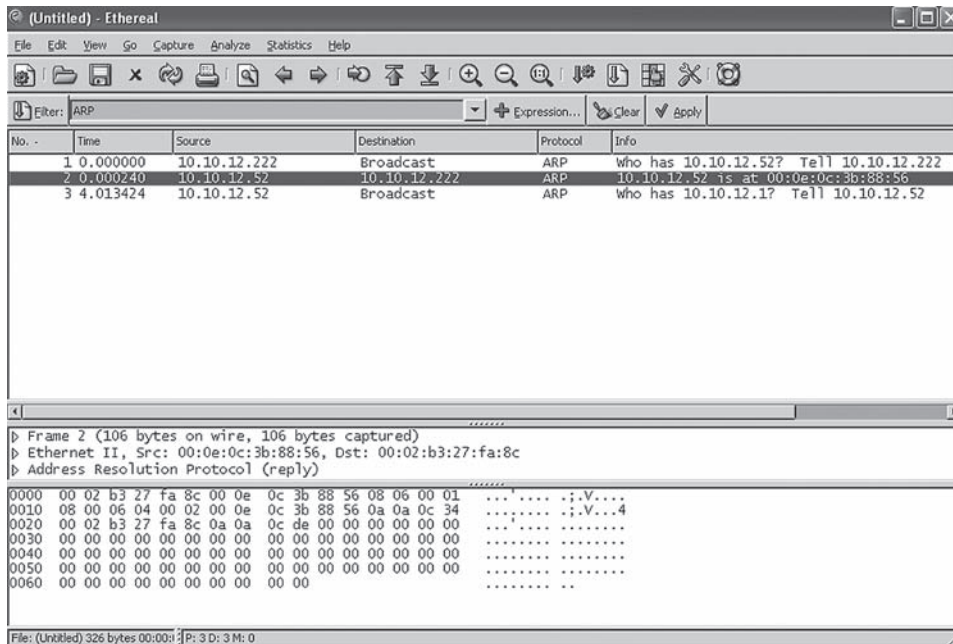 (Untitled) - Ethereal
File Edit View Go Capture Analyze Statistics Help
Filter: ARP Expression... Clear Apply
No. - Time Source Destination Protocol Info
1 0.000000 10.10.12.222 Broadcast ARP Who has 10.10.12.52? Tell 10.10.12.222
2 0.000240 10.10.12.52 10.10.12.222 ARP 10.10.12.52 is at 00:0e:0c:3b:88:56
3 4.013424 10.10.12.52 Broadcast ARP Who has 10.10.12.1? Tell 10.10.12.52
Frame 2 (106 bytes on wire, 106 bytes captured)
Ethernet II, Src: 00:0e:0c:3b:88:56, Dst: 00:02:b3:27:fa:8c
Address Resolution Protocol (reply)
0000 00 02 b3 27 fa 8c 00 0e 0c 3b 88 56 08 06 00 01 ...'.... .;.V....
0010 08 00 06 04 00 02 00 0e 0c 3b 88 56 0a 0a 0c 34 ........ .;.V...4
0020 00 02 b3 27 fa 8c 0a 0a 0c de 00 00 00 00 00 00 ...'.... ........
0030 00 00 00 00 00 00 00 00 00 00 00 00 00 00 00 00 ........ ........
0040 00 00 00 00 00 00 00 00 00 00 00 00 00 00 00 00 ........ ........
0050 00 00 00 00 00 00 00 00 00 00 00 00 00 00 00 00 ........ ........
0060 00 00 00 00 00 00 00 00 00 00 ........ ..
File: (Untitled) 326 bytes 00:00: P: 3 D: 3 M: 0